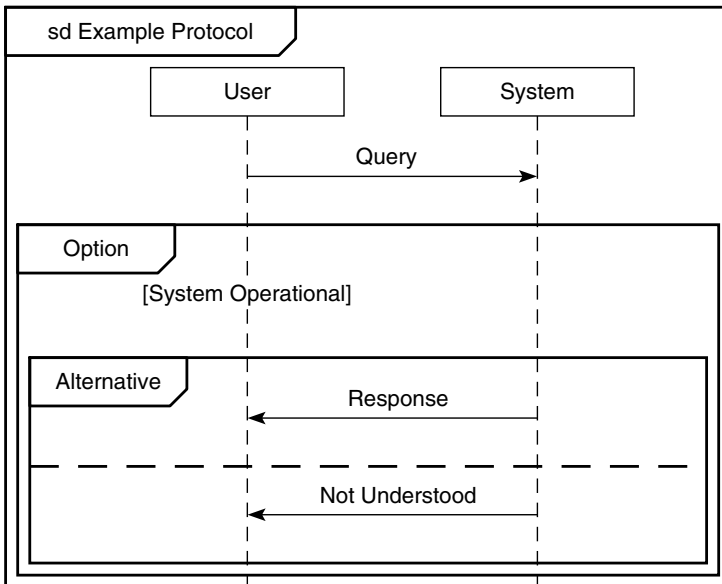 sd Example Protocol
User
System
Query
Option
[System Operational]
Alternative
Response
Not Understood